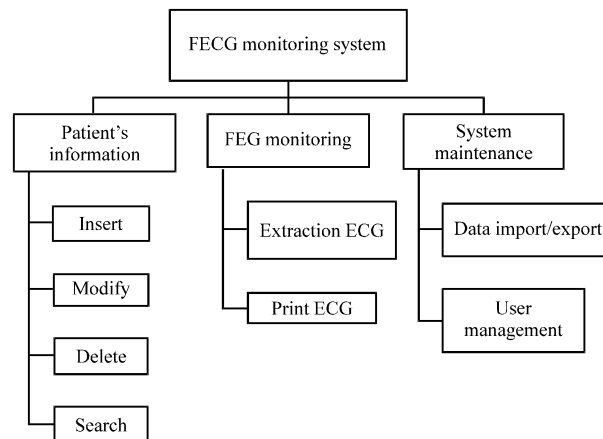 FECG monitoring system
Patient's
information
FEG monitoring
System
maintenance
Insert
Modify
Delete
Search
Extraction ECG
Print ECG
Data import/export
User
management